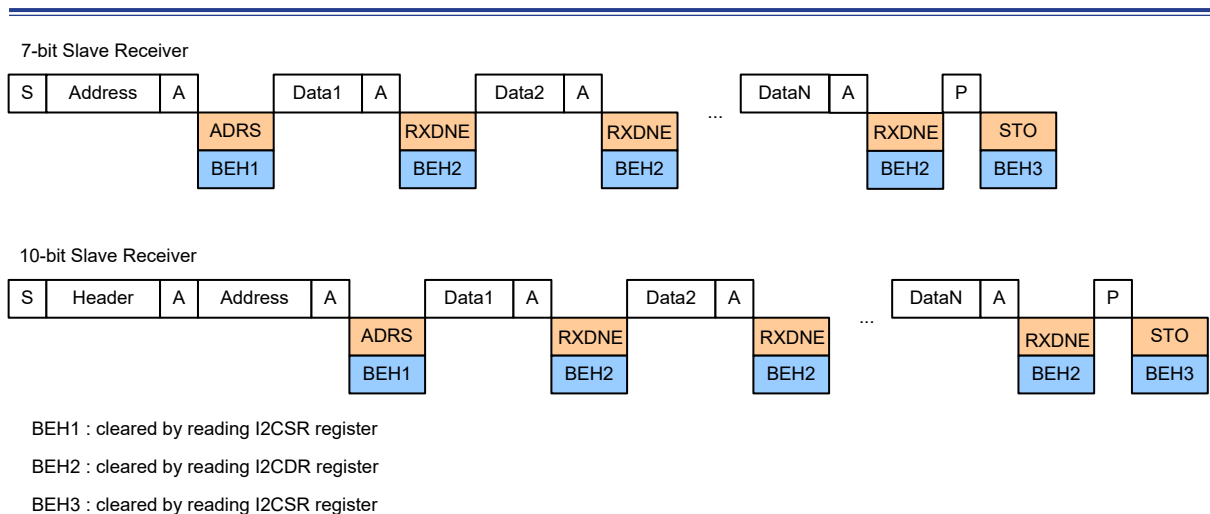 7-bit Slave Receiver
S Address A Data1 A Data2 A ... DataN A P
ADRS RXDNE RXDNE RXDNE STO
BEH1 BEH2 BEH2 BEH2 BEH3
10-bit Slave Receiver
S Header A Address A Data1 A Data2 A ... DataN A P
ADRS RXDNE RXDNE RXDNE STO
BEH1 BEH2 BEH2 BEH2 BEH3
BEH1 : cleared by reading I2CSR register
BEH2 : cleared by reading I2CDR register
BEH3 : cleared by reading I2CSR register